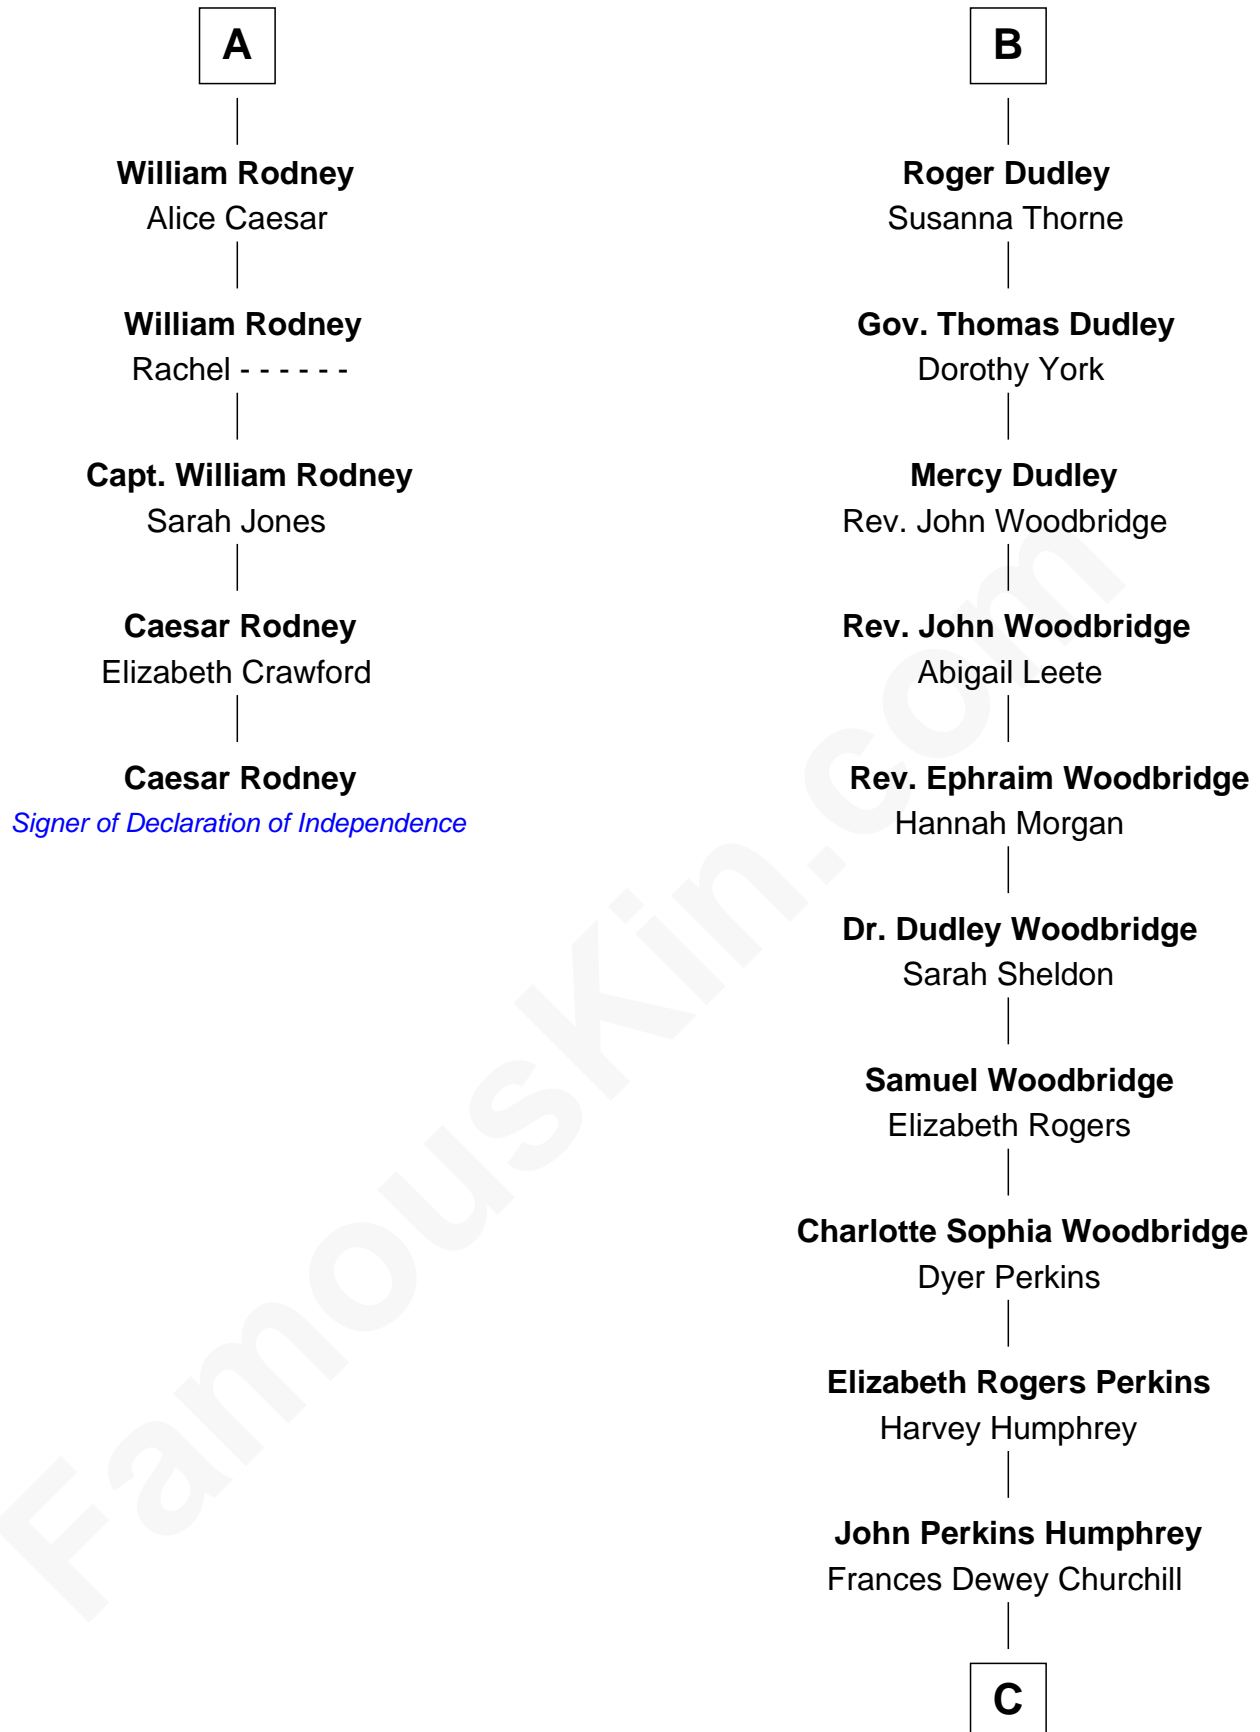 A
William Rodney
Alice Caesar
William Rodney
Rachel - - - - - -
Capt. William Rodney
Sarah Jones
Caesar Rodney
Elizabeth Crawford
Caesar Rodney
Signer of Declaration of Independence
B
Roger Dudley
Susanna Thorne
Gov. Thomas Dudley
Dorothy York
Mercy Dudley
Rev. John Woodbridge
Rev. John Woodbridge
Abigail Leete
Rev. Ephraim Woodbridge
Hannah Morgan
Dr. Dudley Woodbridge
Sarah Sheldon
Samuel Woodbridge
Elizabeth Rogers
Charlotte Sophia Woodbridge
Dyer Perkins
Elizabeth Rogers Perkins
Harvey Humphrey
John Perkins Humphrey
Frances Dewey Churchill
C
FamousKin.com